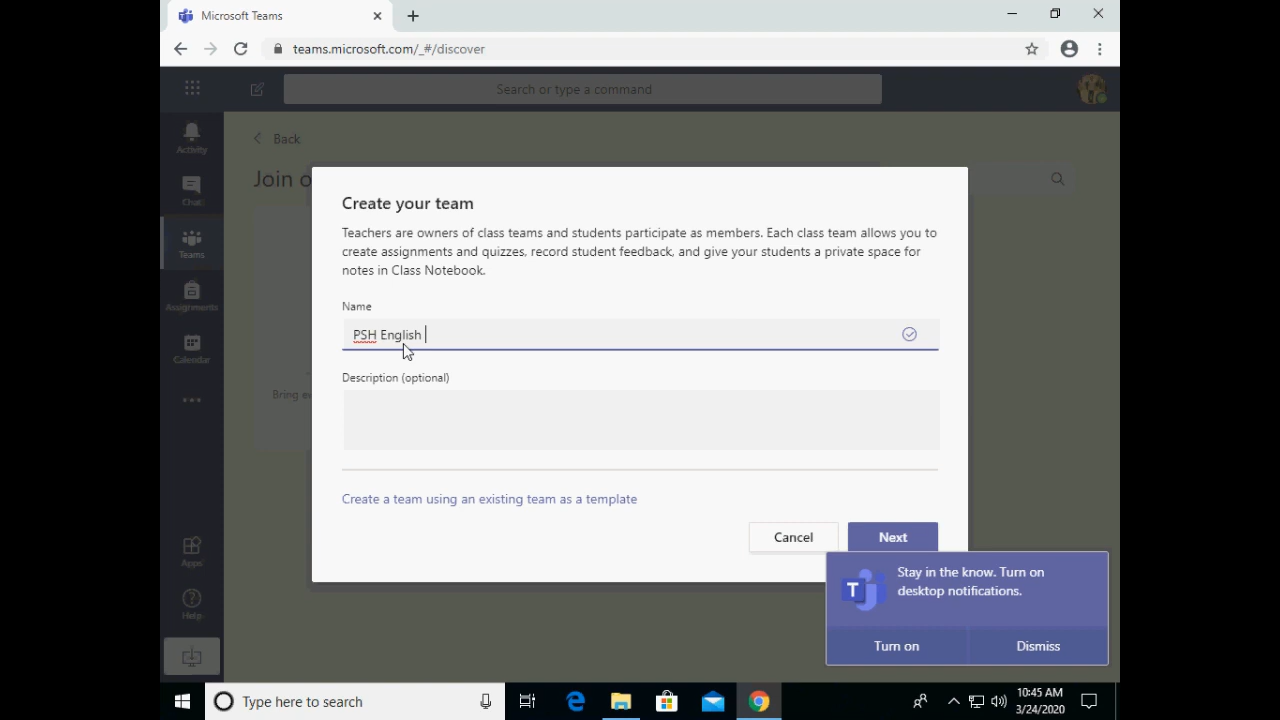 Microsoft Teams
teams.microsoft.com/_#/discover
Search or type a command
Activity
Back
Join o
Chat
Create your team
Teachers are owners of class teams and students participate as members. Each class team allows you to
create assignments and quizzes, record student feedback, and give your students a private space for
notes in Class Notebook.
Teams
Assignments
Name
PSH English
Calendar
Description (optional)
Bring e
Create a team using an existing team as a template
Cancel
Next
Apps
Stay in the know. Turn on
desktop notifications.
T
Help
Turn on
Dismiss
Type here to search
10:45 AM
3/24/2020